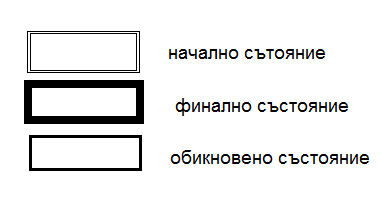 начално сътояние
финално състояние
обикновено състояние